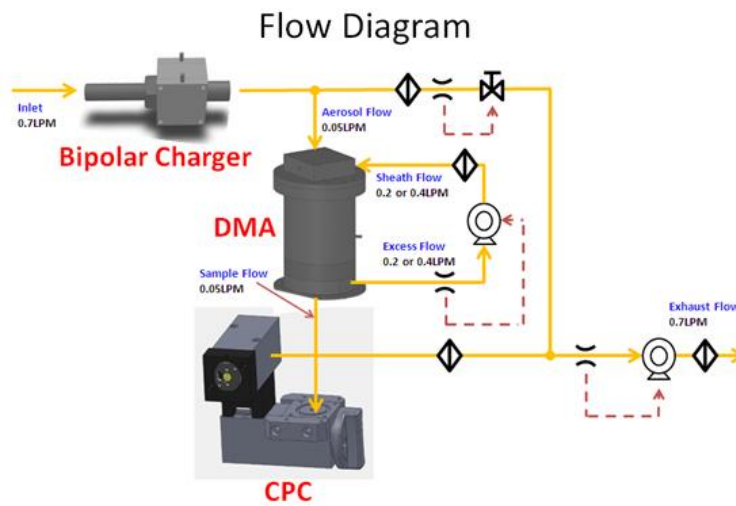 Flow Diagram
Inlet
0.7LPM
Bipolar Charger
Aerosol Flow
0.05LPM
Sheath Flow
0.2 or 0.4LPM
DMA
Excess Flow
0.2 or 0.4LPM
Sample Flow
0.05LPM
Exhaust Flow
0.7LPM
CPC